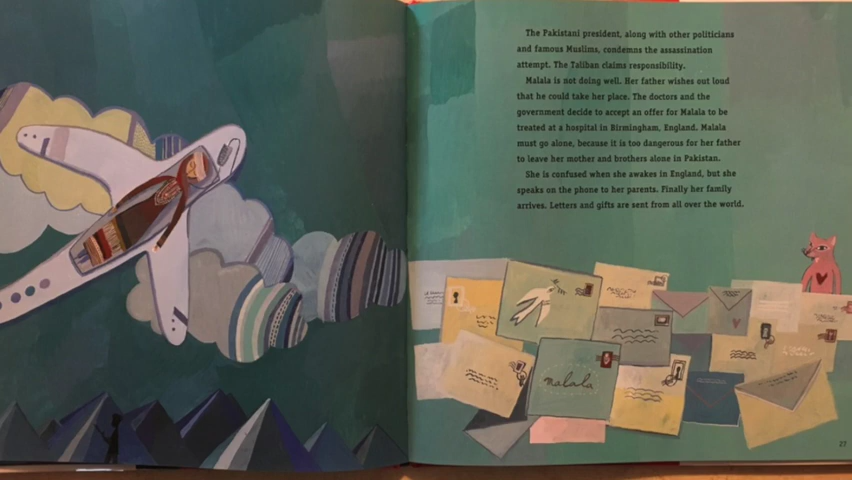 The Pakistani president, along with other politicians
and famous Muslims, condemns the assassination
attempt. The Taliban claims responsibility.
Malala is not doing well. Her father wishes out loud
that he could take her place. The doctors and the
government decide to accept an offer for Malala to be
treated at a hospital in Birmingham, England. Malala
must go alone, because it is too dangerous for her father
to leave her mother and brothers alone in Pakistan.
She is confused when she awakes in England, but she
speaks on the phone to her parents. Finally her family
arrives. Letters and gifts are sent from all over the world.
malala
27